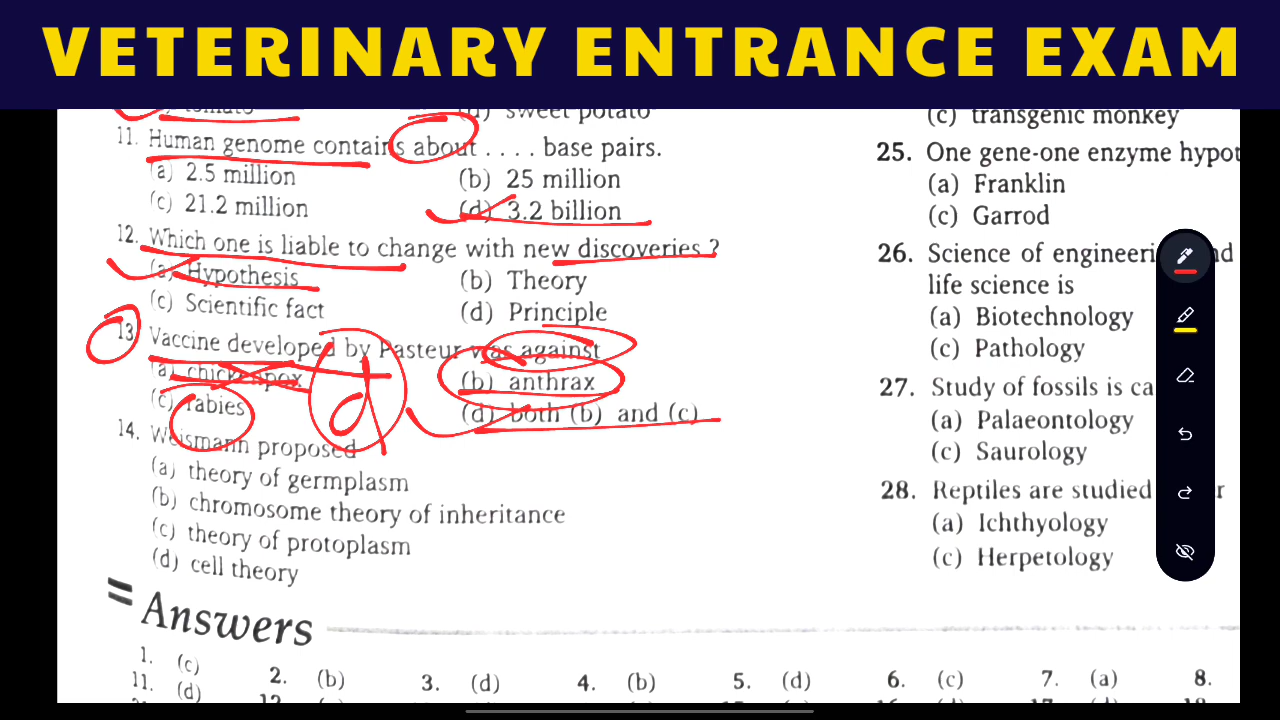 VETERINARY ENTRANCE EXAM
tomato
(d) sweet potato
11. Human genome contains about . . . . base pairs.
(a) 2.5 million
(b) 25 million
(c) 21.2 million
(d) 3.2 billion
12. Which one is liable to change with new discoveries ?
(a) Hypothesis
(b) Theory
(c) Scientific fact
(d) Principle
13. Vaccine developed by Pasteur was against
(a) chickenpox
(b) anthrax
(c) rabies
(d) both (b) and (c)
d
14. Weismann proposed
(a) theory of germplasm
(b) chromosome theory of inheritance
(c) theory of protoplasm
(d) cell theory
= Answers
1. (c) 2. (b) 3. (d) 4. (b) 5. (d) 6. (c) 7. (a) 8.
11. (d)
(c) transgenic monkey
25. One gene-one enzyme hypot
(a) Franklin
(c) Garrod
26. Science of engineeri nd
life science is
(a) Biotechnology
(c) Pathology
27. Study of fossils is ca
(a) Palaeontology
(c) Saurology
28. Reptiles are studied r
(a) Ichthyology
(c) Herpetology